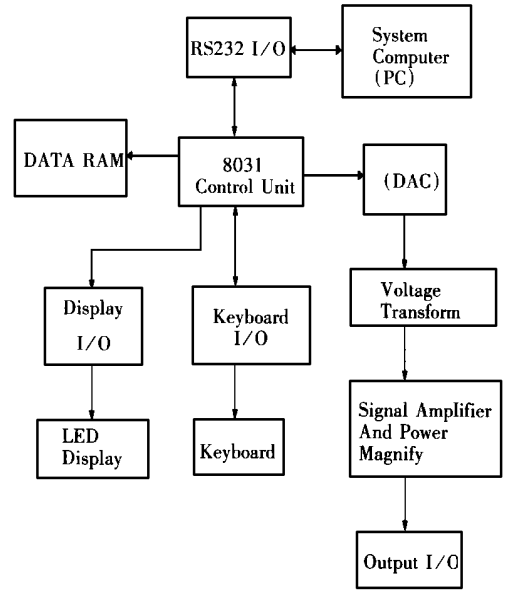 RS232 I/O
System
Computer
(PC)
DATA RAM
8031
Control Unit
(DAC)
Display
I/O
Keyboard
I/O
Voltage
Transform
LED
Display
Keyboard
Signal Amplifier
And Power
Magnify
Output I/O